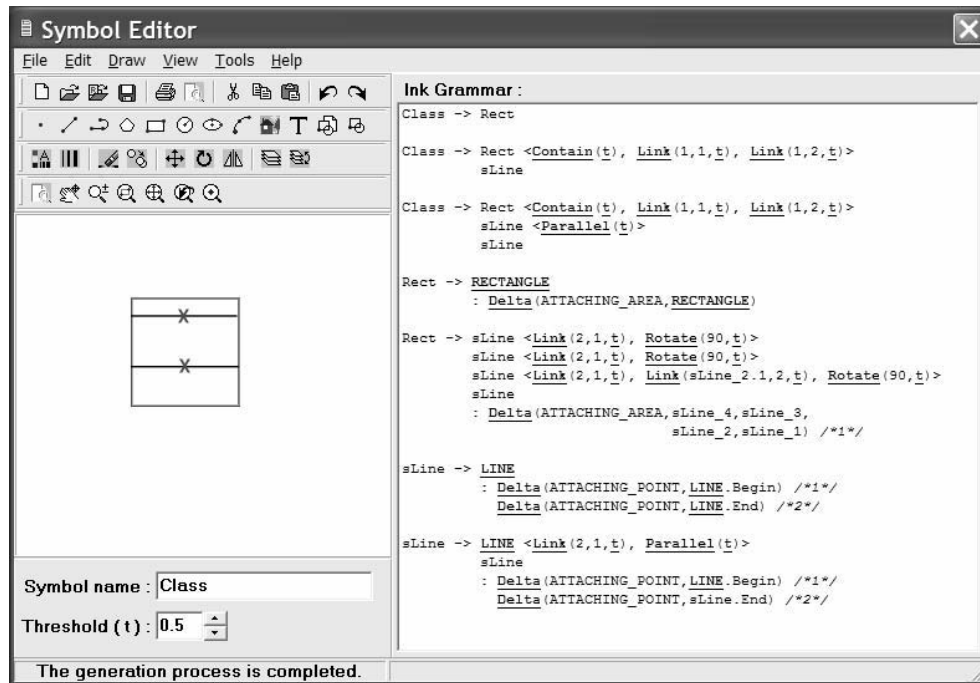 Symbol Editor
File Edit Draw View Tools Help
Ink Grammar :
Class -> Rect
Class -> Rect <Contain(t), Link(1,1,t), Link(1,2,t)>
sLine
Class -> Rect <Contain(t), Link(1,1,t), Link(1,2,t)>
sLine <Parallel(t)>
sLine
Rect -> RECTANGLE
: Delta(ATTACHING_AREA,RECTANGLE)
Rect -> sLine <Link(2,1,t), Rotate(90,t)>
sLine <Link(2,1,t), Rotate(90,t)>
sLine <Link(2,1,t), Link(sLine_2.1,2,t), Rotate(90,t)>
sLine
: Delta(ATTACHING_AREA,sLine_4,sLine_3,
sLine_2,sLine_1) /*1*/
sLine -> LINE
: Delta(ATTACHING_POINT,LINE.Begin) /*1*/
Delta(ATTACHING_POINT,LINE.End) /*2*/
sLine -> LINE <Link(2,1,t), Parallel(t)>
sLine
: Delta(ATTACHING_POINT,LINE.Begin) /*1*/
Delta(ATTACHING_POINT,sLine.End) /*2*/
Symbol name : Class
Threshold (t) : 0.5
The generation process is completed.